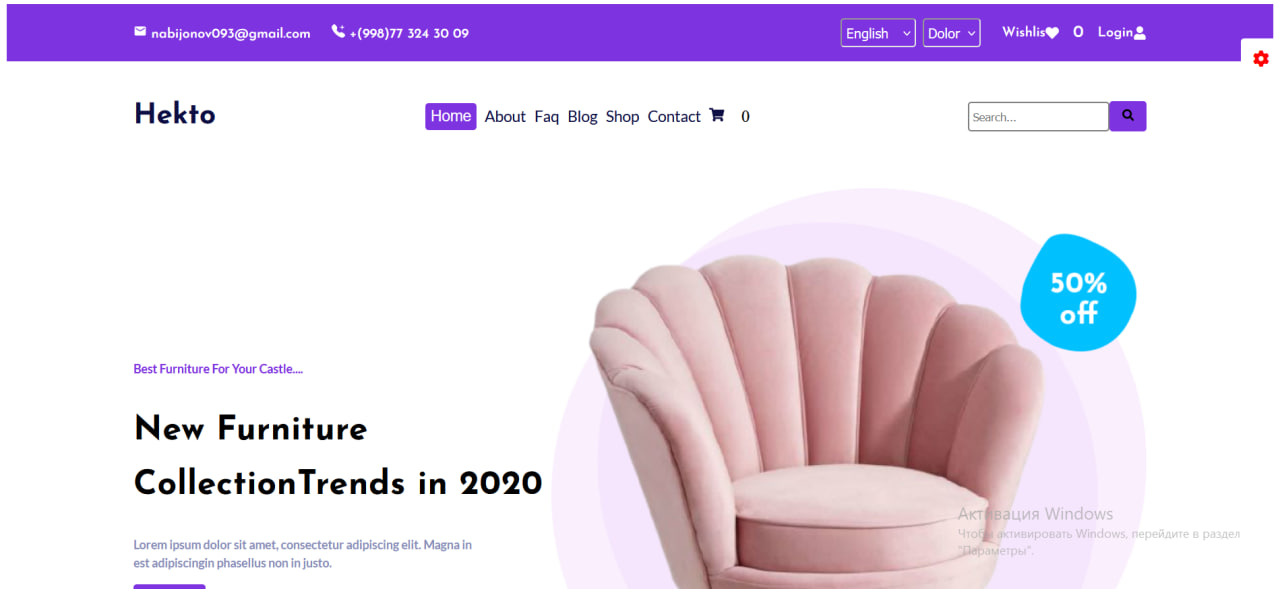 nabijonov093@gmail.com +(998)77 324 30 09 English Dolor Wishlis 0 Login
Hekto Home About Faq Blog Shop Contact 0 Search...
50%
off
Best Furniture For Your Castle....
New Furniture
CollectionTrends in 2020
Lorem ipsum dolor sit amet, consectetur adipiscing elit. Magna in
est adipiscingin phasellus non in justo.
Активация Windows
Чтобы активировать Windows, перейдите в раздел
"Параметры".